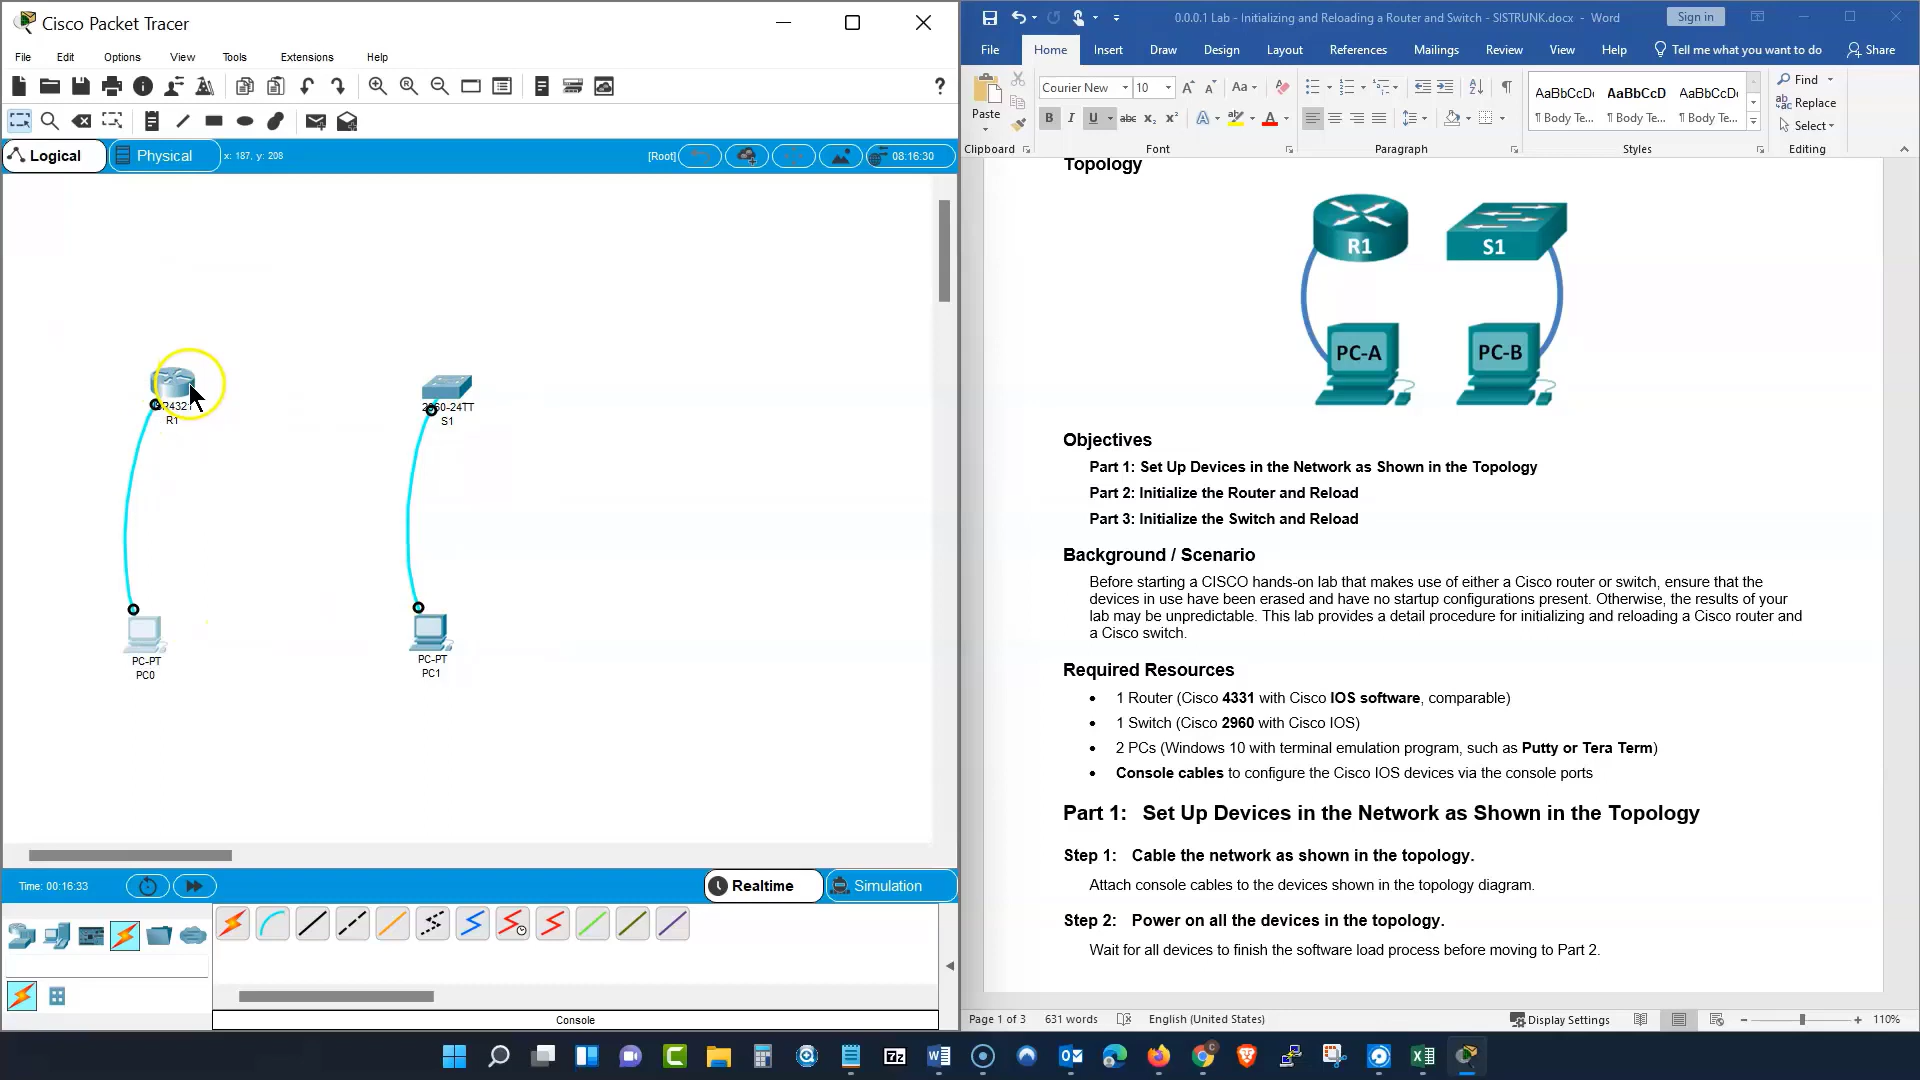 Cisco Packet Tracer
File Edit Options View Tools Extensions Help
Logical Physical x: 187, y: 208 [Root] 08:16:30
2960-24TT
R1 S1
PC-PT PC-PT
PC0 PC1
Time: 00:16:33 Realtime Simulation
Console
0.0.0.1 Lab - Initializing and Reloading a Router and Switch - SISTRUNK.docx - Word Sign in
File Home Insert Draw Design Layout References Mailings Review View Help Tell me what you want to do Share
Paste Courier New 10 Aa AaBbCcDc AaBbCcD AaBbCcDc Find
¶ Body Te... ¶ Body Te... ¶ Body Te... Replace
B I U abc x₂ x² A A Select
Clipboard Font Paragraph Styles Editing
Topology
R1 S1
PC-A PC-B
Objectives
Part 1: Set Up Devices in the Network as Shown in the Topology
Part 2: Initialize the Router and Reload
Part 3: Initialize the Switch and Reload
Background / Scenario
Before starting a CISCO hands-on lab that makes use of either a Cisco router or switch, ensure that the
devices in use have been erased and have no startup configurations present. Otherwise, the results of your
lab may be unpredictable. This lab provides a detail procedure for initializing and reloading a Cisco router and
a Cisco switch.
Required Resources
• 1 Router (Cisco 4331 with Cisco IOS software, comparable)
• 1 Switch (Cisco 2960 with Cisco IOS)
• 2 PCs (Windows 10 with terminal emulation program, such as Putty or Tera Term)
• Console cables to configure the Cisco IOS devices via the console ports
Part 1: Set Up Devices in the Network as Shown in the Topology
Step 1: Cable the network as shown in the topology.
Attach console cables to the devices shown in the topology diagram.
Step 2: Power on all the devices in the topology.
Wait for all devices to finish the software load process before moving to Part 2.
Page 1 of 3 631 words English (United States) Display Settings 110%
7z